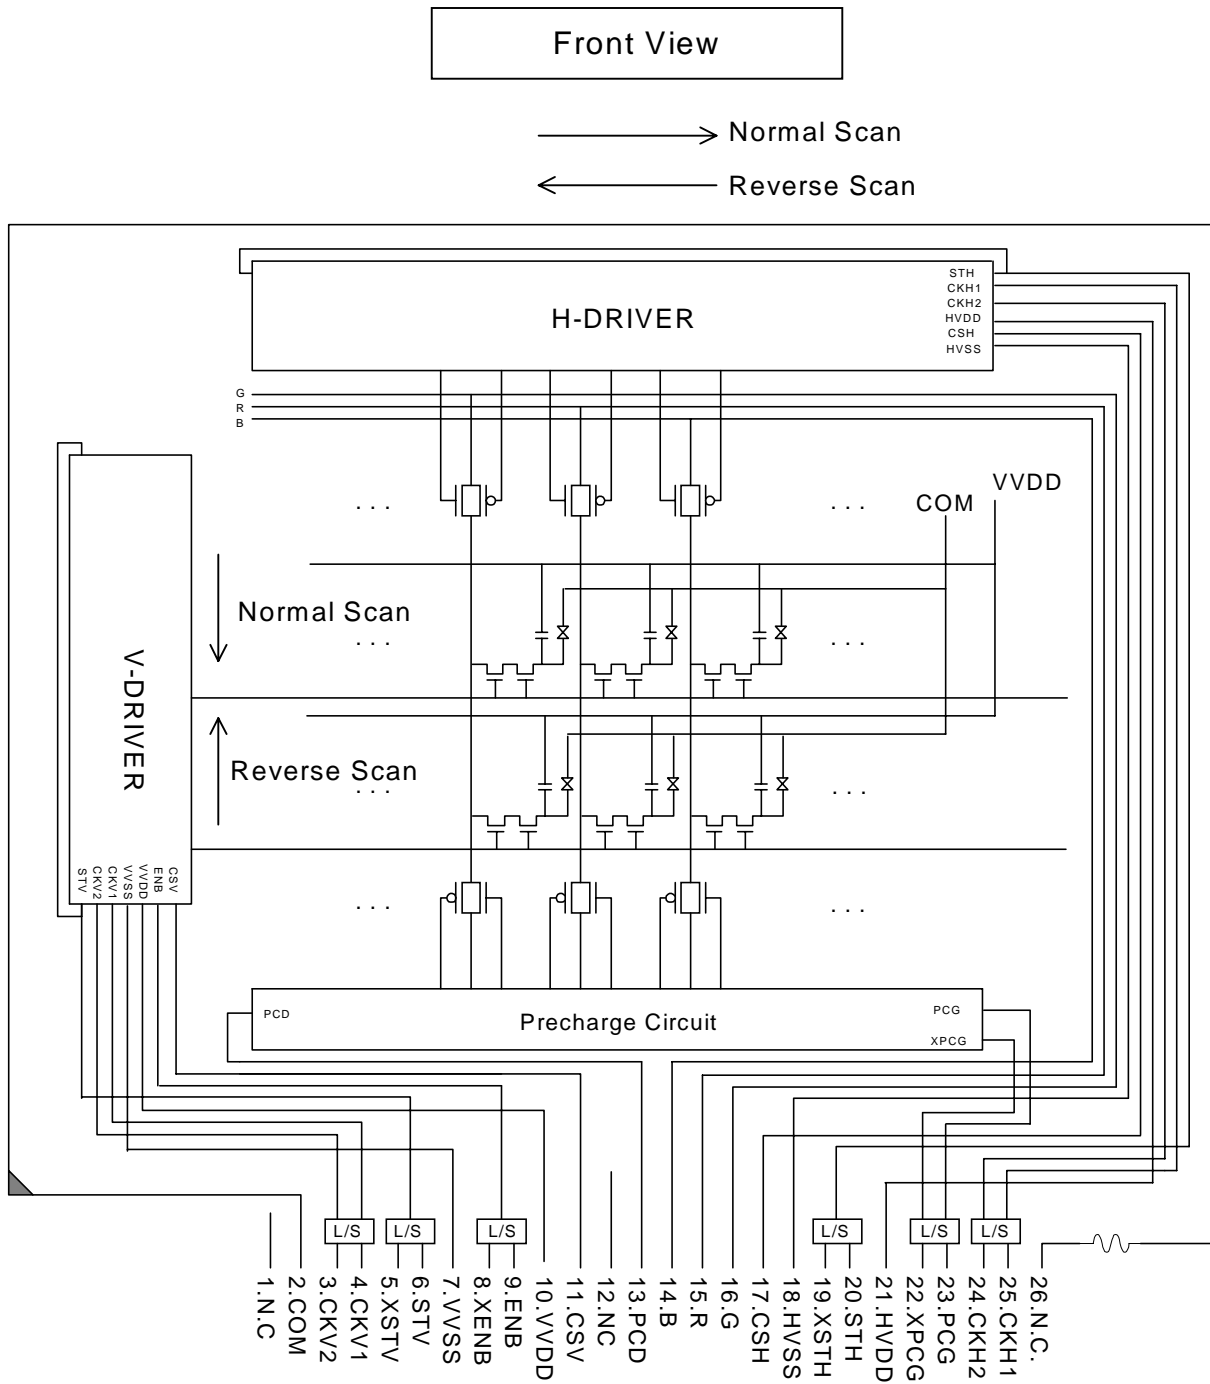 Front View
Normal Scan
Reverse Scan
STH
CKH1
CKH2
HVDD
CSH
HVSS
H-DRIVER
G
R
B
VVDD
COM
. . .
. . .
Normal Scan
. . .
. . .
V-DRIVER
Reverse Scan
. . .
. . .
STV
CKV2
CKV1
VVSS
VVDD
ENB
CSV
. . .
. . .
PCD
Precharge Circuit
PCG
XPCG
L/S
L/S
L/S
L/S
L/S
L/S
1.N.C
2.COM
3.CKV2
4.CKV1
5.XSTV
6.STV
7.VVSS
8.XENB
9.ENB
10.VVDD
11.CSV
12.NC
13.PCD
14.B
15.R
16.G
17.CSH
18.HVSS
19.XSTH
20.STH
21.HVDD
22.XPCG
23.PCG
24.CKH2
25.CKH1
26.N.C.